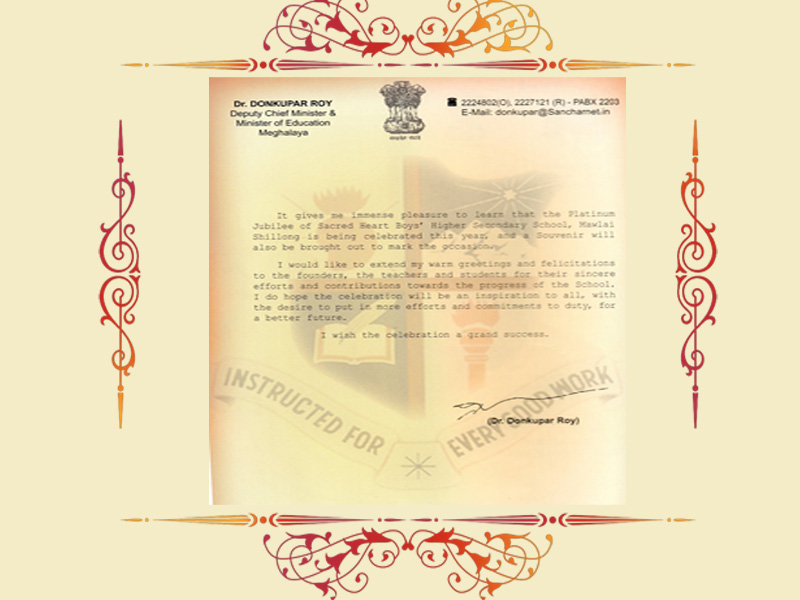 Dr. DONKUPAR ROY
Deputy Chief Minister &
Minister of Education
Meghalaya
2224802(O), 2227121 (R) - PABX 2203
E-Mail: donkupar@Sancharnet.in
It gives me immense pleasure to learn that the Platinum
Jubilee of Sacred Heart Boys' Higher Secondary School, Mawlai
Shillong is being celebrated this year, and a Souvenir will
also be brought out to mark the occasion.
I would like to extend my warm greetings and felicitations
to the founders, the teachers and students for their sincere
efforts and contributions towards the progress of the School.
I do hope the celebration will be an inspiration to all, with
the desire to put in more efforts and commitments to duty, for
a better future.
I wish the celebration a grand success.
(Dr. Donkupar Roy)
INSTRUCTED FOR EVERY GOOD WORK